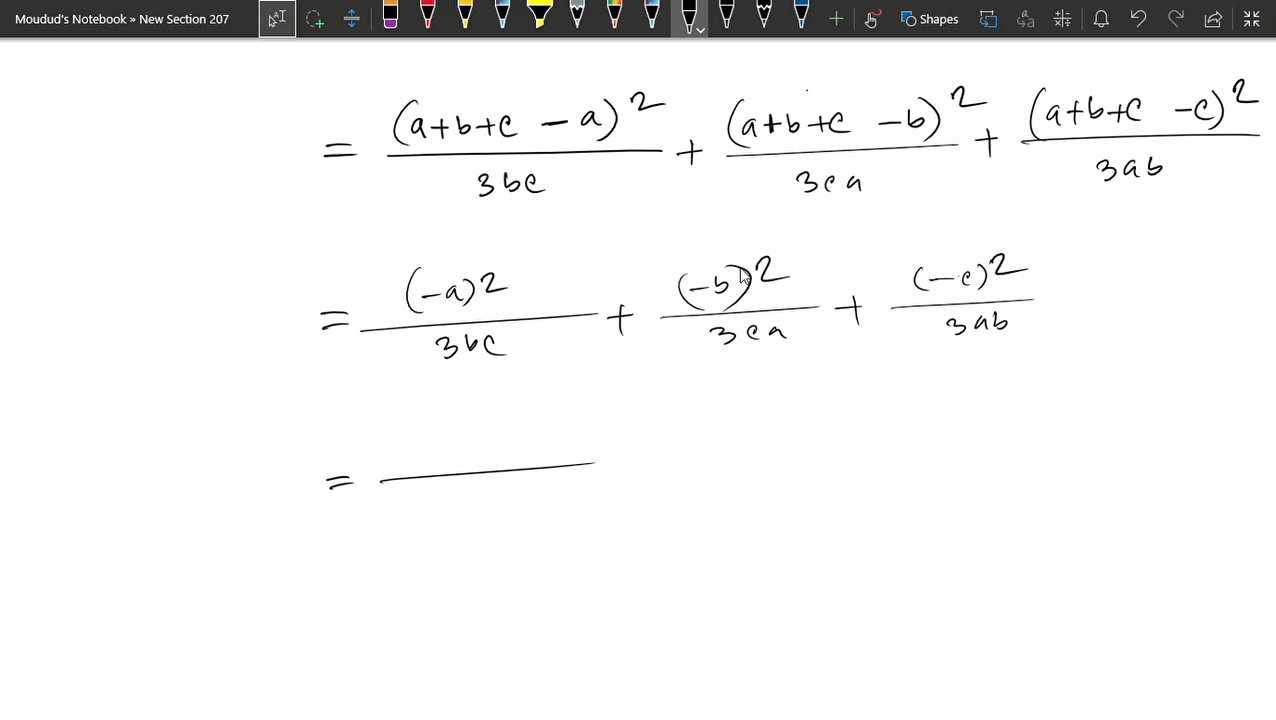 Moudud's Notebook » New Section 207 Shapes
= (a+b+c - a)² / 3bc + (a+b+c - b)² / 3ca + (a+b+c - c)² / 3ab
= (-a)² / 3bc + (-b)² / 3ca + (-c)² / 3ab
=